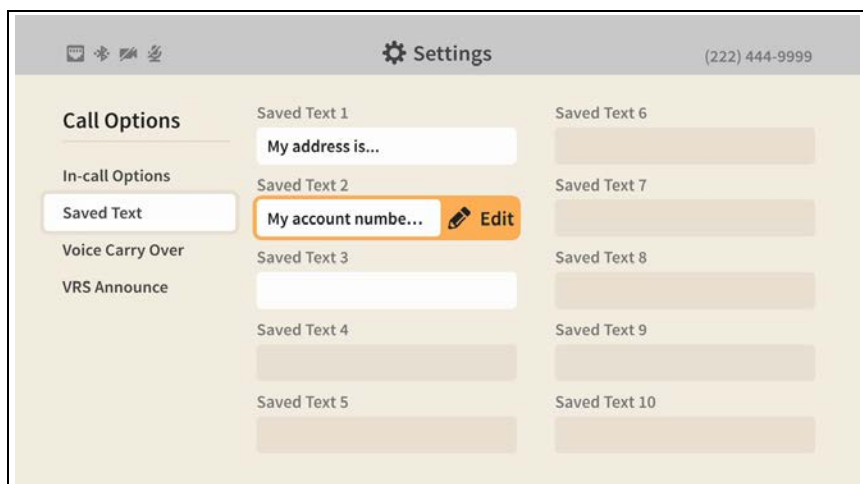 Settings
(222) 444-9999
Call Options
In-call Options
Saved Text
Voice Carry Over
VRS Announce
Saved Text 1
My address is...
Saved Text 2
My account numbe...
Edit
Saved Text 3
Saved Text 4
Saved Text 5
Saved Text 6
Saved Text 7
Saved Text 8
Saved Text 9
Saved Text 10